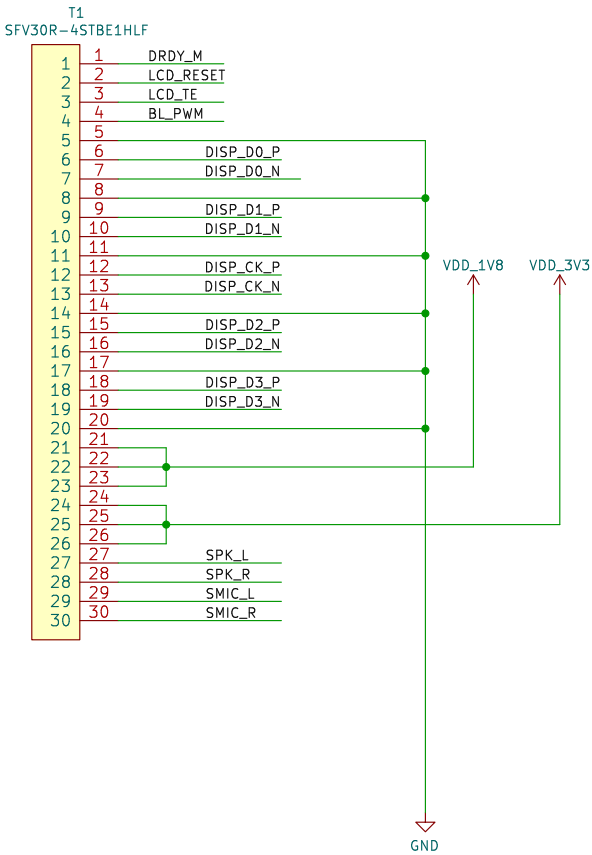 T1
SFV30R-4STBE1HLF
1 1 DRDY_M
2 2 LCD_RESET
3 3 LCD_TE
4 4 BL_PWM
5 5
6 6 DISP_D0_P
7 7 DISP_D0_N
8 8
9 9 DISP_D1_P
10 10 DISP_D1_N
11 11
12 12 DISP_CK_P
13 13 DISP_CK_N
14 14
15 15 DISP_D2_P
16 16 DISP_D2_N
17 17
18 18 DISP_D3_P
19 19 DISP_D3_N
20 20
21 21
22 22
23 23
24 24
25 25
26 26
27 27 SPK_L
28 28 SPK_R
29 29 SMIC_L
30 30 SMIC_R
VDD_1V8 VDD_3V3
GND